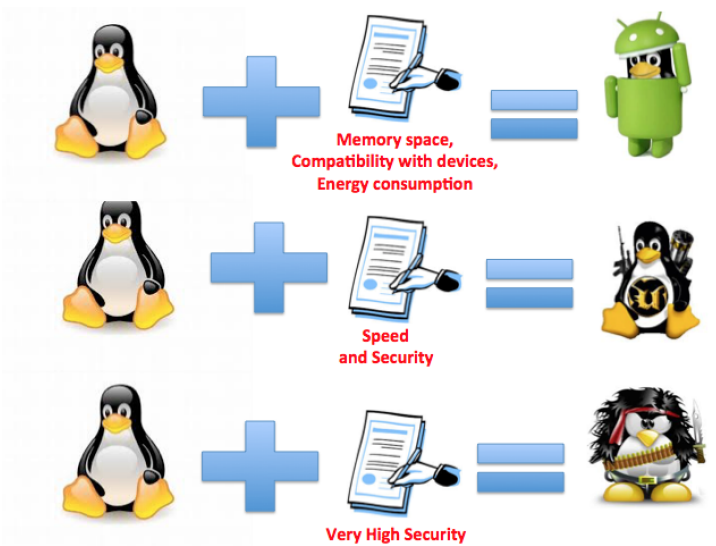 Memory space,
Compatibility with devices,
Energy consumption
Speed
and Security
Very High Security